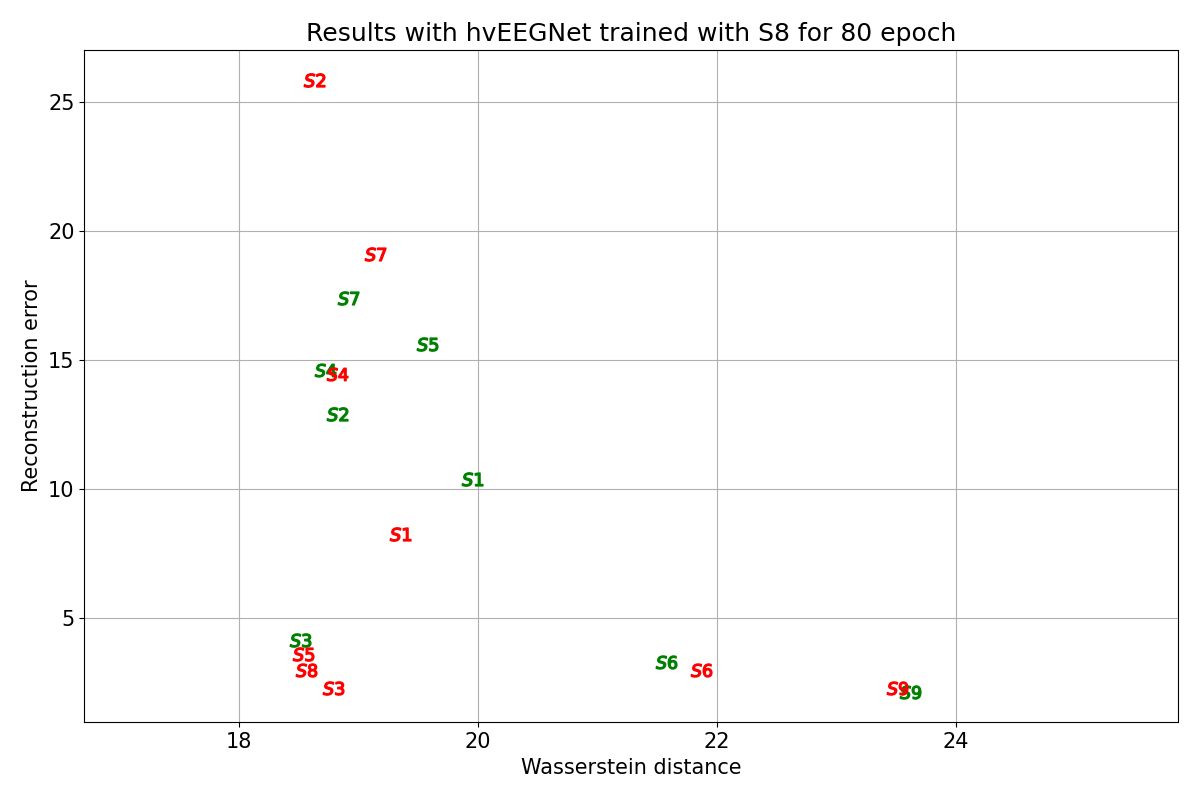 Results with hvEEGNet trained with S8 for 80 epoch
S2
25
20
S7
S7
S5
15
S4
S4
S2
10
S1
S1
5
S3
S5
S8
S3
S6
S6
S9
S9
Reconstruction error
18 20 22 24
Wasserstein distance